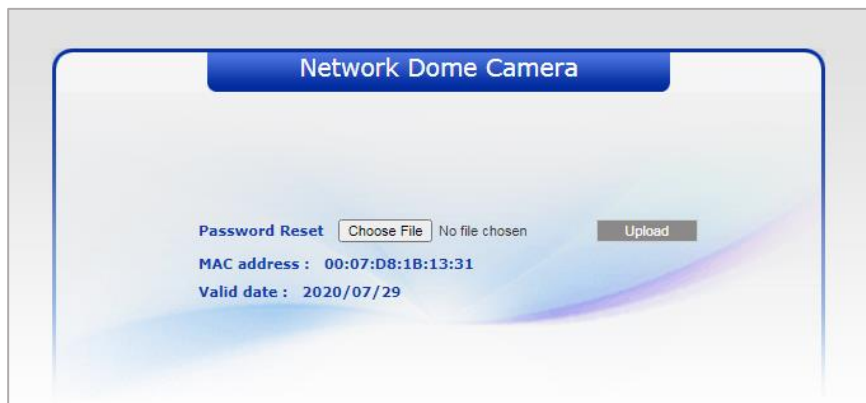 Network Dome Camera
Password Reset Choose File No file chosen Upload
MAC address : 00:07:D8:1B:13:31
Valid date : 2020/07/29